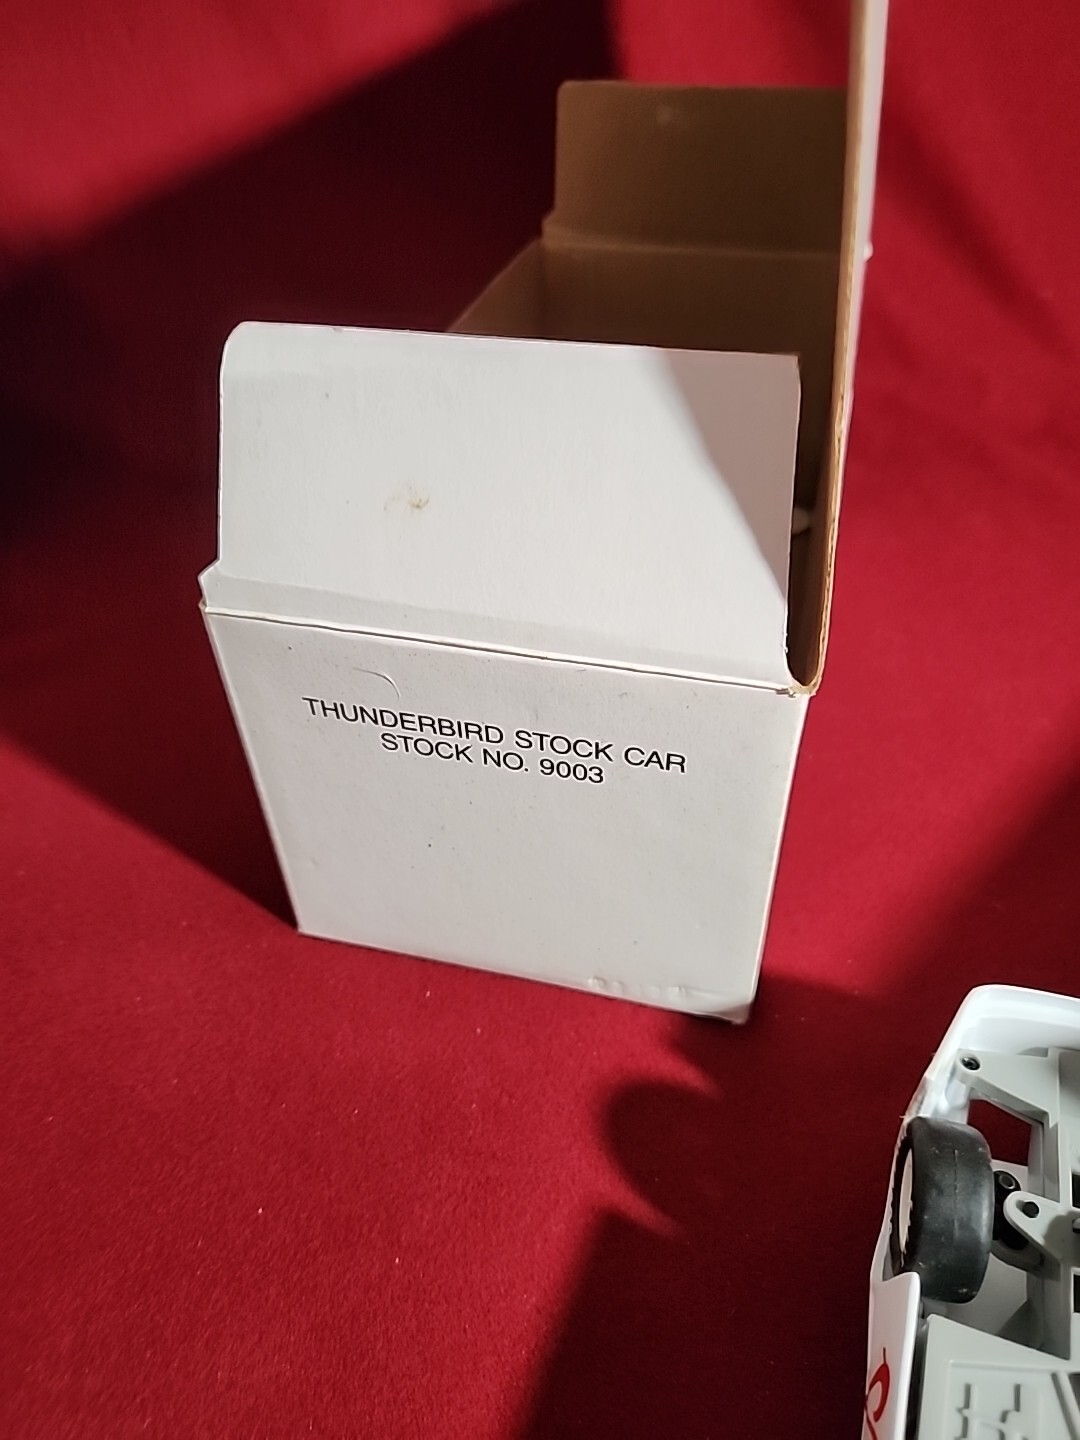 THUNDERBIRD STOCK CAR
STOCK NO. 9003